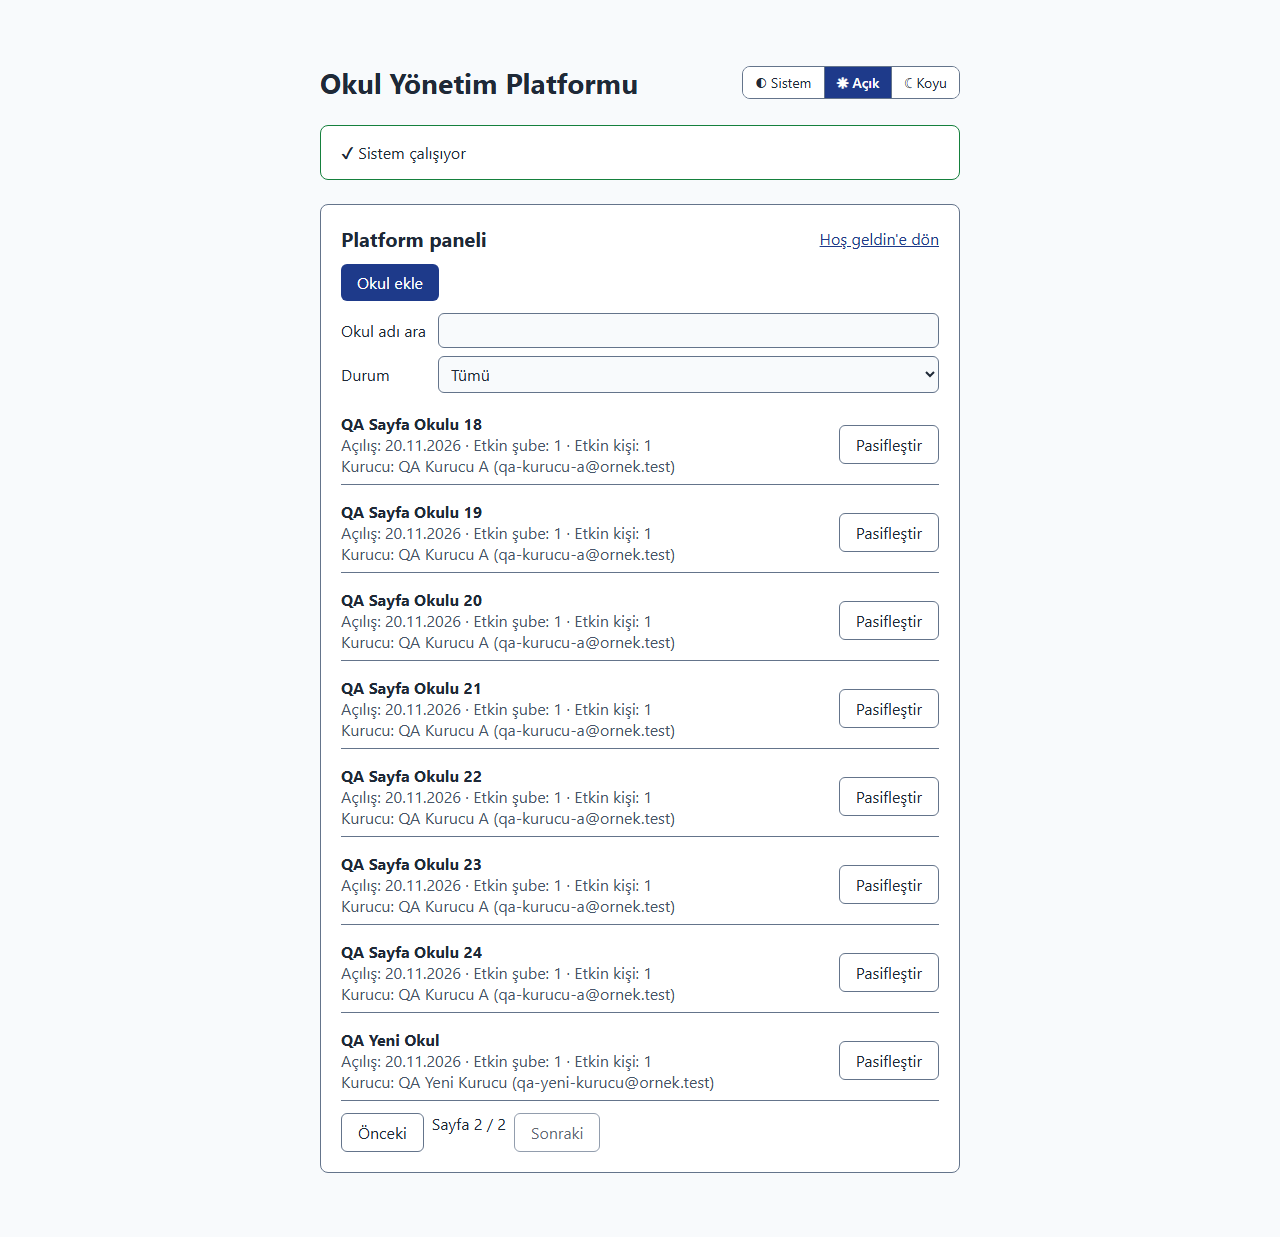 Okul Yönetim Platformu
◐ Sistem
❋ Açık
☾ Koyu
✓ Sistem çalışıyor
Platform paneli
Hoş geldin'e dön
Okul ekle
Okul adı ara
Durum
Tümü
QA Sayfa Okulu 18
Açılış: 20.11.2026 · Etkin şube: 1 · Etkin kişi: 1
Kurucu: QA Kurucu A (qa-kurucu-a@ornek.test)
Pasifleştir
QA Sayfa Okulu 19
Açılış: 20.11.2026 · Etkin şube: 1 · Etkin kişi: 1
Kurucu: QA Kurucu A (qa-kurucu-a@ornek.test)
Pasifleştir
QA Sayfa Okulu 20
Açılış: 20.11.2026 · Etkin şube: 1 · Etkin kişi: 1
Kurucu: QA Kurucu A (qa-kurucu-a@ornek.test)
Pasifleştir
QA Sayfa Okulu 21
Açılış: 20.11.2026 · Etkin şube: 1 · Etkin kişi: 1
Kurucu: QA Kurucu A (qa-kurucu-a@ornek.test)
Pasifleştir
QA Sayfa Okulu 22
Açılış: 20.11.2026 · Etkin şube: 1 · Etkin kişi: 1
Kurucu: QA Kurucu A (qa-kurucu-a@ornek.test)
Pasifleştir
QA Sayfa Okulu 23
Açılış: 20.11.2026 · Etkin şube: 1 · Etkin kişi: 1
Kurucu: QA Kurucu A (qa-kurucu-a@ornek.test)
Pasifleştir
QA Sayfa Okulu 24
Açılış: 20.11.2026 · Etkin şube: 1 · Etkin kişi: 1
Kurucu: QA Kurucu A (qa-kurucu-a@ornek.test)
Pasifleştir
QA Yeni Okul
Açılış: 20.11.2026 · Etkin şube: 1 · Etkin kişi: 1
Kurucu: QA Yeni Kurucu (qa-yeni-kurucu@ornek.test)
Pasifleştir
Önceki
Sayfa 2 / 2
Sonraki